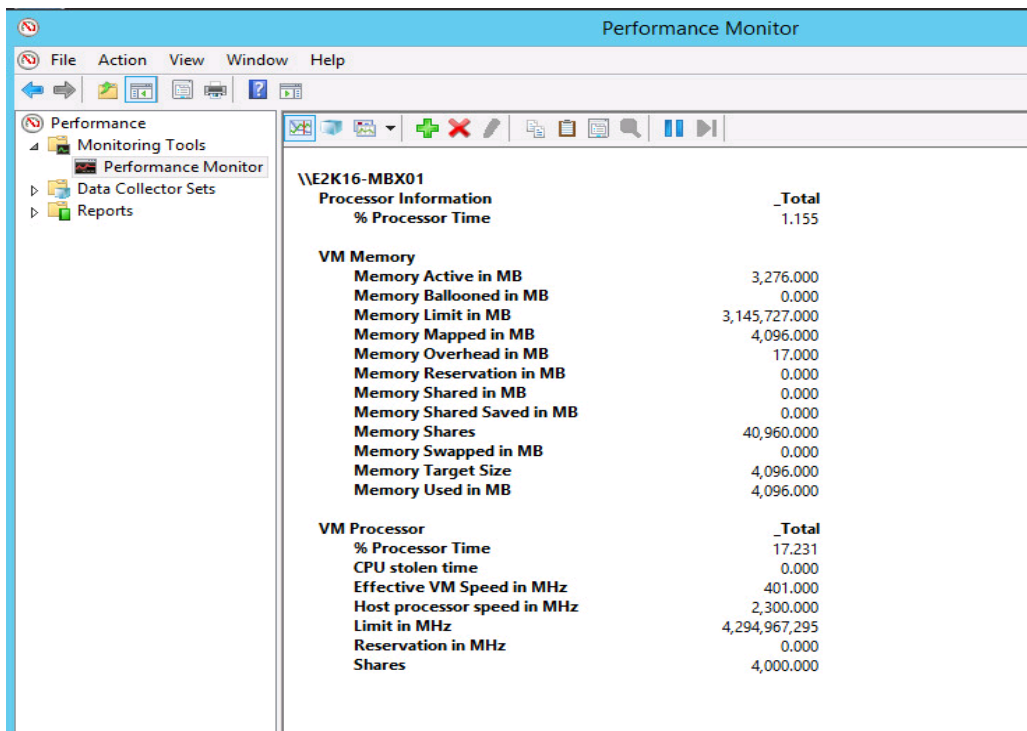 Performance Monitor
File Action View Window Help
Performance
Monitoring Tools
Performance Monitor
Data Collector Sets
Reports
\\E2K16-MBX01
Processor Information _Total
% Processor Time 1.155
VM Memory
Memory Active in MB 3,276.000
Memory Ballooned in MB 0.000
Memory Limit in MB 3,145,727.000
Memory Mapped in MB 4,096.000
Memory Overhead in MB 17.000
Memory Reservation in MB 0.000
Memory Shared in MB 0.000
Memory Shared Saved in MB 0.000
Memory Shares 40,960.000
Memory Swapped in MB 0.000
Memory Target Size 4,096.000
Memory Used in MB 4,096.000
VM Processor _Total
% Processor Time 17.231
CPU stolen time 0.000
Effective VM Speed in MHz 401.000
Host processor speed in MHz 2,300.000
Limit in MHz 4,294,967,295
Reservation in MHz 0.000
Shares 4,000.000